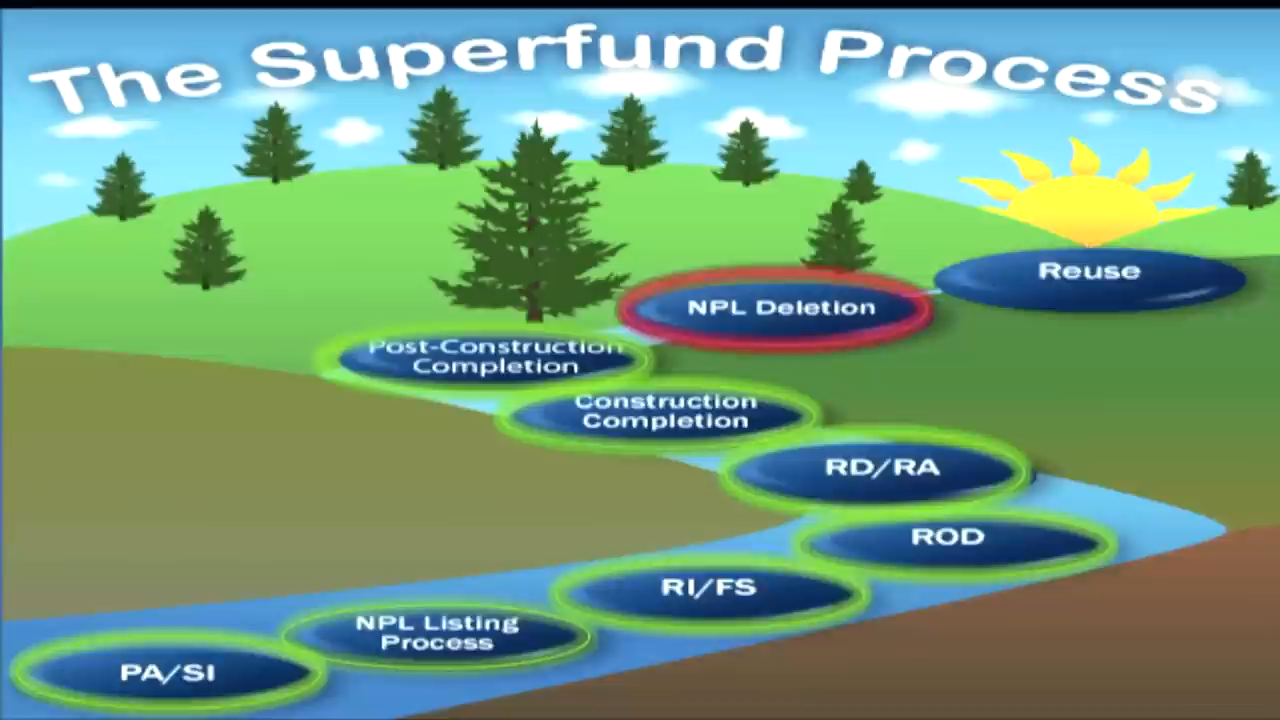 The Superfund Process
Reuse
NPL Deletion
Post-Construction
Completion
Construction
Completion
RD/RA
ROD
RI/FS
NPL Listing
Process
PA/SI